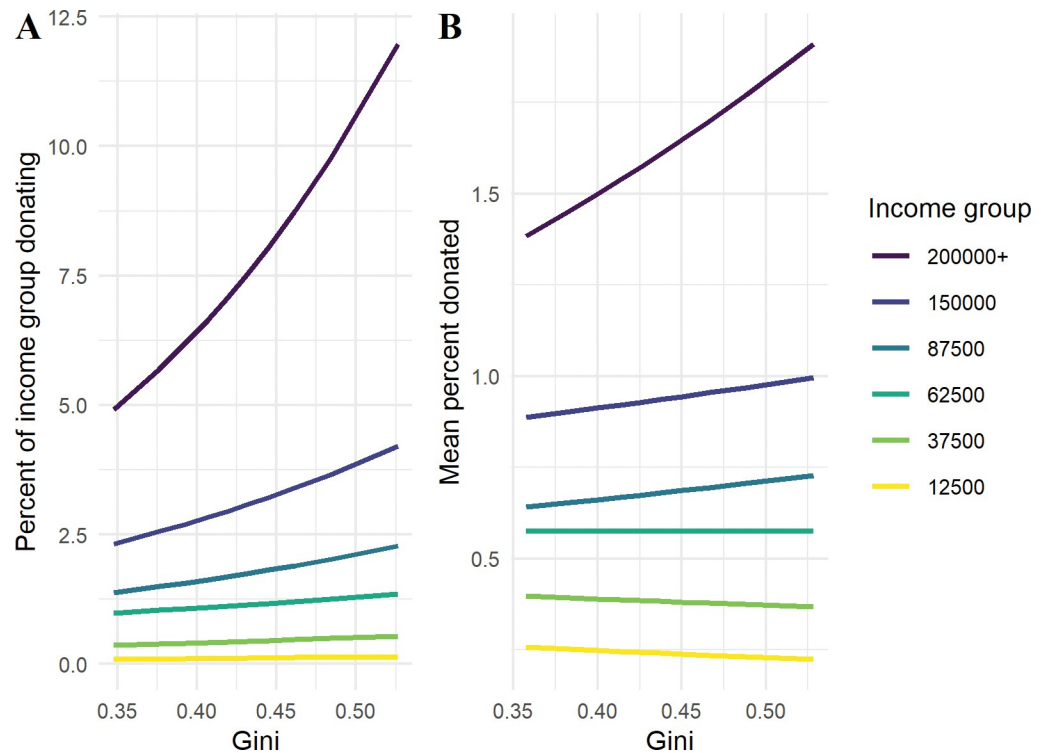 A
Percent of income group donating
12.5
10.0
7.5
5.0
2.5
0.0
0.35 0.40 0.45 0.50
Gini
B
Mean percent donated
1.5
1.0
0.5
0.35 0.40 0.45 0.50
Gini
Income group
200000+
150000
87500
62500
37500
12500